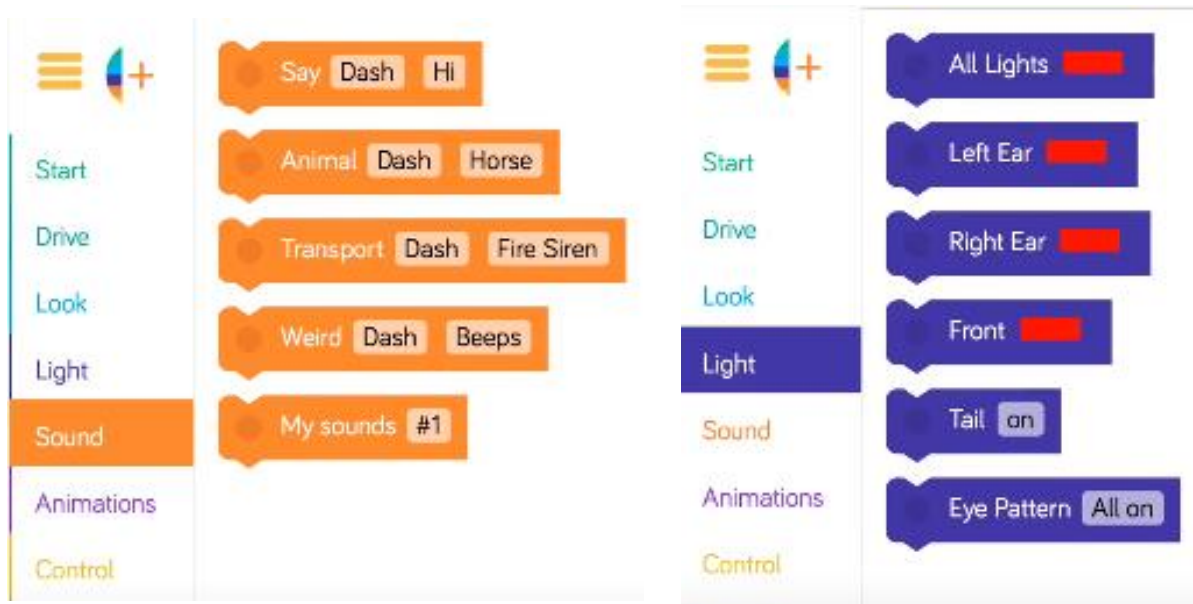 Start
Drive
Look
Light
Sound
Animations
Control
Say Dash Hi
Animal Dash Horse
Transport Dash Fire Siren
Weird Dash Beeps
My sounds #1
Start
Drive
Look
Light
Sound
Animations
Control
All Lights
Left Ear
Right Ear
Front
Tail on
Eye Pattern All on